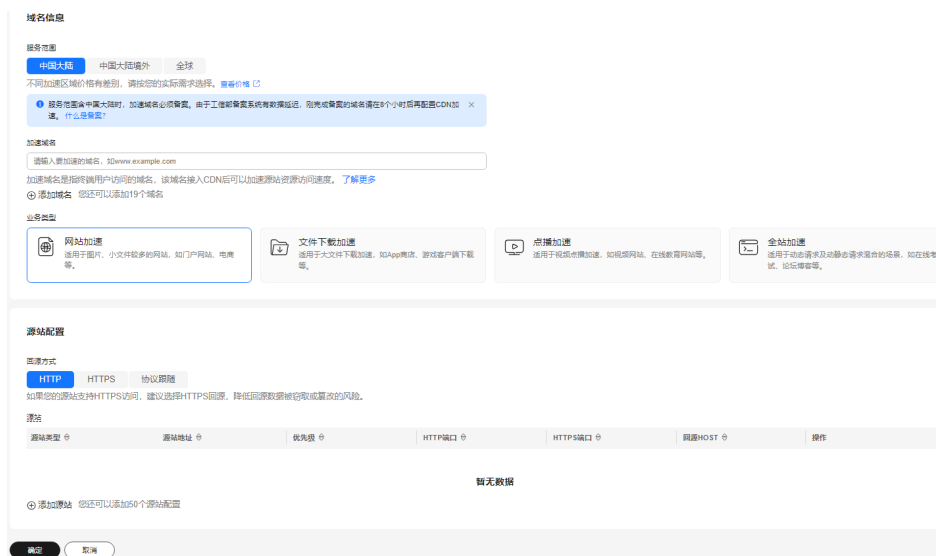 域名信息
服务范围
中国大陆 中国大陆境外 全球
不同加速区域价格有差别，请按您的实际需求选择。查看价格
服务范围含中国大陆时，加速域名必须备案。由于工信部备案系统有数据延迟，刚完成备案的域名请在8个小时后再配置CDN加
速。什么是备案?
加速域名
请输入要加速的域名，如www.example.com
加速域名是指终端用户访问的域名，该域名接入CDN后可以加速源站资源访问速度。 了解更多
添加域名 您还可以添加19个域名
业务类型
网站加速
适用于图片、小文件较多的网站，如门户网站、电商
等。
文件下载加速
适用于大文件下载加速，如App商店、游戏客户端下载
等。
点播加速
适用于视频点播加速，如视频网站、在线教育网站等。
全站加速
适用于动态请求及动静态请求混合的场景，如在线考
试、论坛博客等。
源站配置
回源方式
HTTP HTTPS 协议跟随
如果您的源站支持HTTPS访问，建议选择HTTPS回源，降低回源数据被窃取或篡改的风险。
源站
源站类型 源站地址 优先级 HTTP端口 HTTPS端口 回源HOST 操作
暂无数据
添加源站 您还可以添加50个源站配置
确定 取消